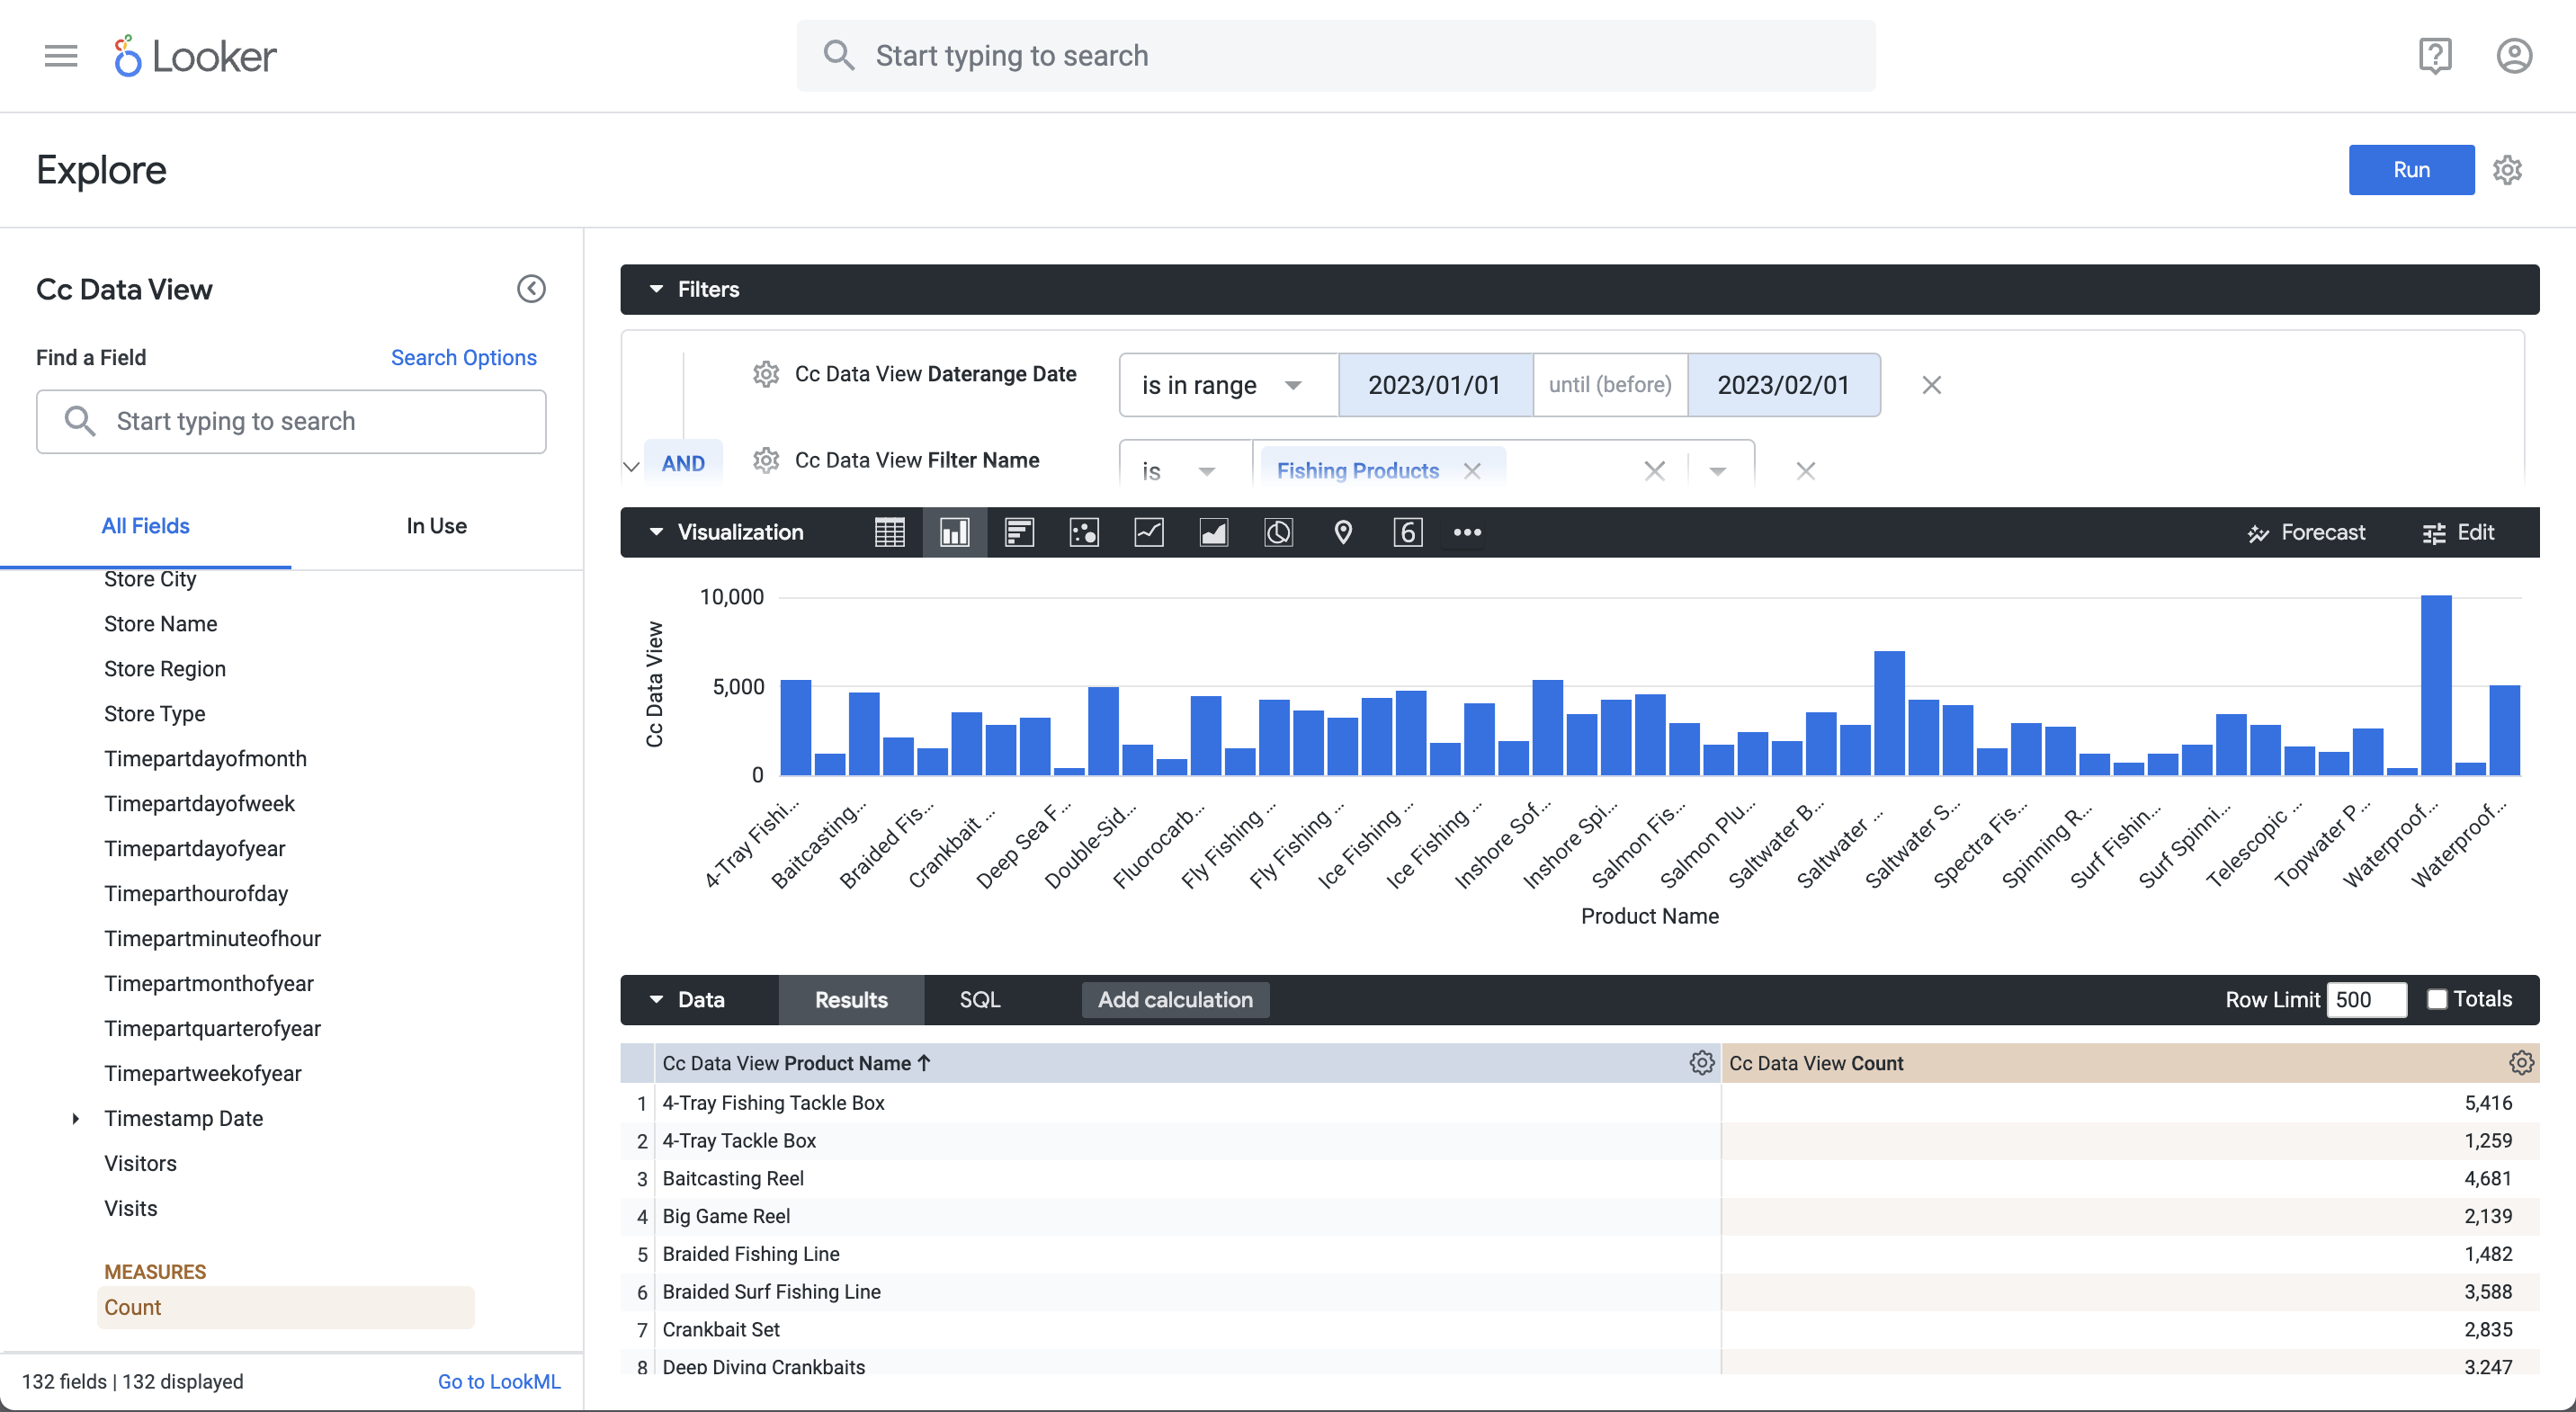 Looker
Start typing to search
Explore
Run
Cc Data View
Find a Field
Search Options
Start typing to search
All Fields
In Use
Store City
Store Name
Store Region
Store Type
Timepartdayofmonth
Timepartdayofweek
Timepartdayofyear
Timeparthourofday
Timepartminuteofhour
Timepartmonthofyear
Timepartquarterofyear
Timepartweekofyear
Timestamp Date
Visitors
Visits
MEASURES
Count
132 fields | 132 displayed
Go to LookML
Filters
Cc Data View Daterange Date
is in range
2023/01/01
until (before)
2023/02/01
AND
Cc Data View Filter Name
is
Fishing Products
Visualization
6
Forecast
Edit
Cc Data View
10,000
5,000
0
4-Tray Fishi...
Baitcasting...
Braided Fis...
Crankbait ...
Deep Sea F...
Double-Sid...
Fluorocarb...
Fly Fishing ...
Fly Fishing ...
Ice Fishing ...
Ice Fishing ...
Inshore Sof...
Inshore Spi...
Salmon Fis...
Salmon Plu...
Saltwater B...
Saltwater ...
Saltwater S...
Spectra Fis...
Spinning R...
Surf Fishin...
Surf Spinni...
Telescopic ...
Topwater P...
Waterproof...
Waterproof...
Product Name
Data
Results
SQL
Add calculation
Row Limit 500
Totals
Cc Data View Product Name ↑
Cc Data View Count
1 4-Tray Fishing Tackle Box 5,416
2 4-Tray Tackle Box 1,259
3 Baitcasting Reel 4,681
4 Big Game Reel 2,139
5 Braided Fishing Line 1,482
6 Braided Surf Fishing Line 3,588
7 Crankbait Set 2,835
8 Deep Diving Crankbaits 3,247